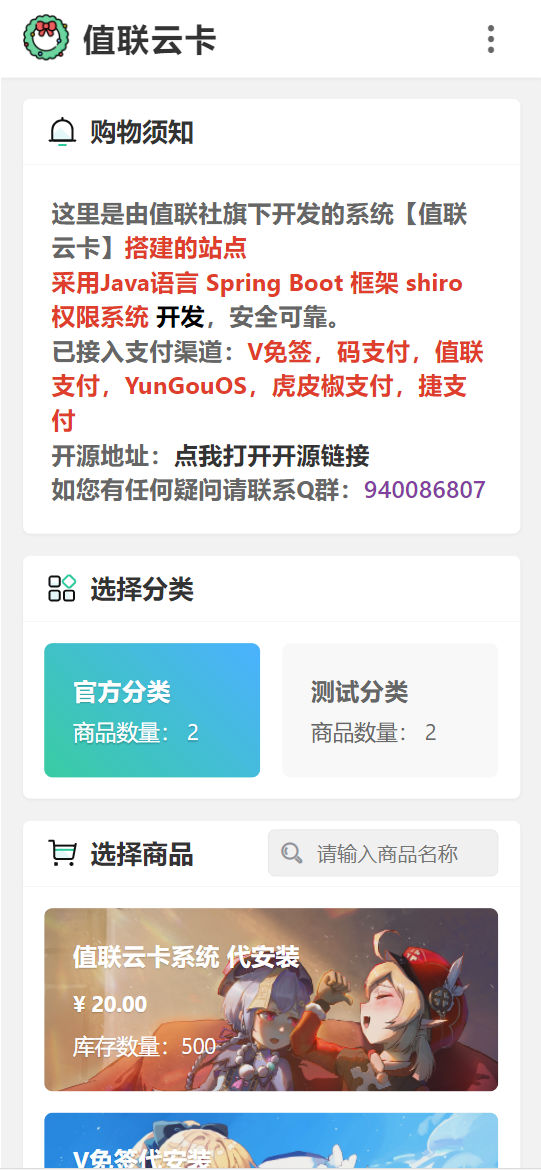 值联云卡
购物须知
这里是由值联社旗下开发的系统【值联
云卡】搭建的站点
采用Java语言 Spring Boot 框架 shiro
权限系统 开发，安全可靠。
已接入支付渠道：V免签，码支付，值联
支付，YunGouOS，虎皮椒支付，捷支
付
开源地址：点我打开开源链接
如您有任何疑问请联系Q群：940086807
选择分类
官方分类
商品数量： 2
测试分类
商品数量： 2
选择商品
请输入商品名称
值联云卡系统 代安装
¥ 20.00
库存数量：500
V免签代安装